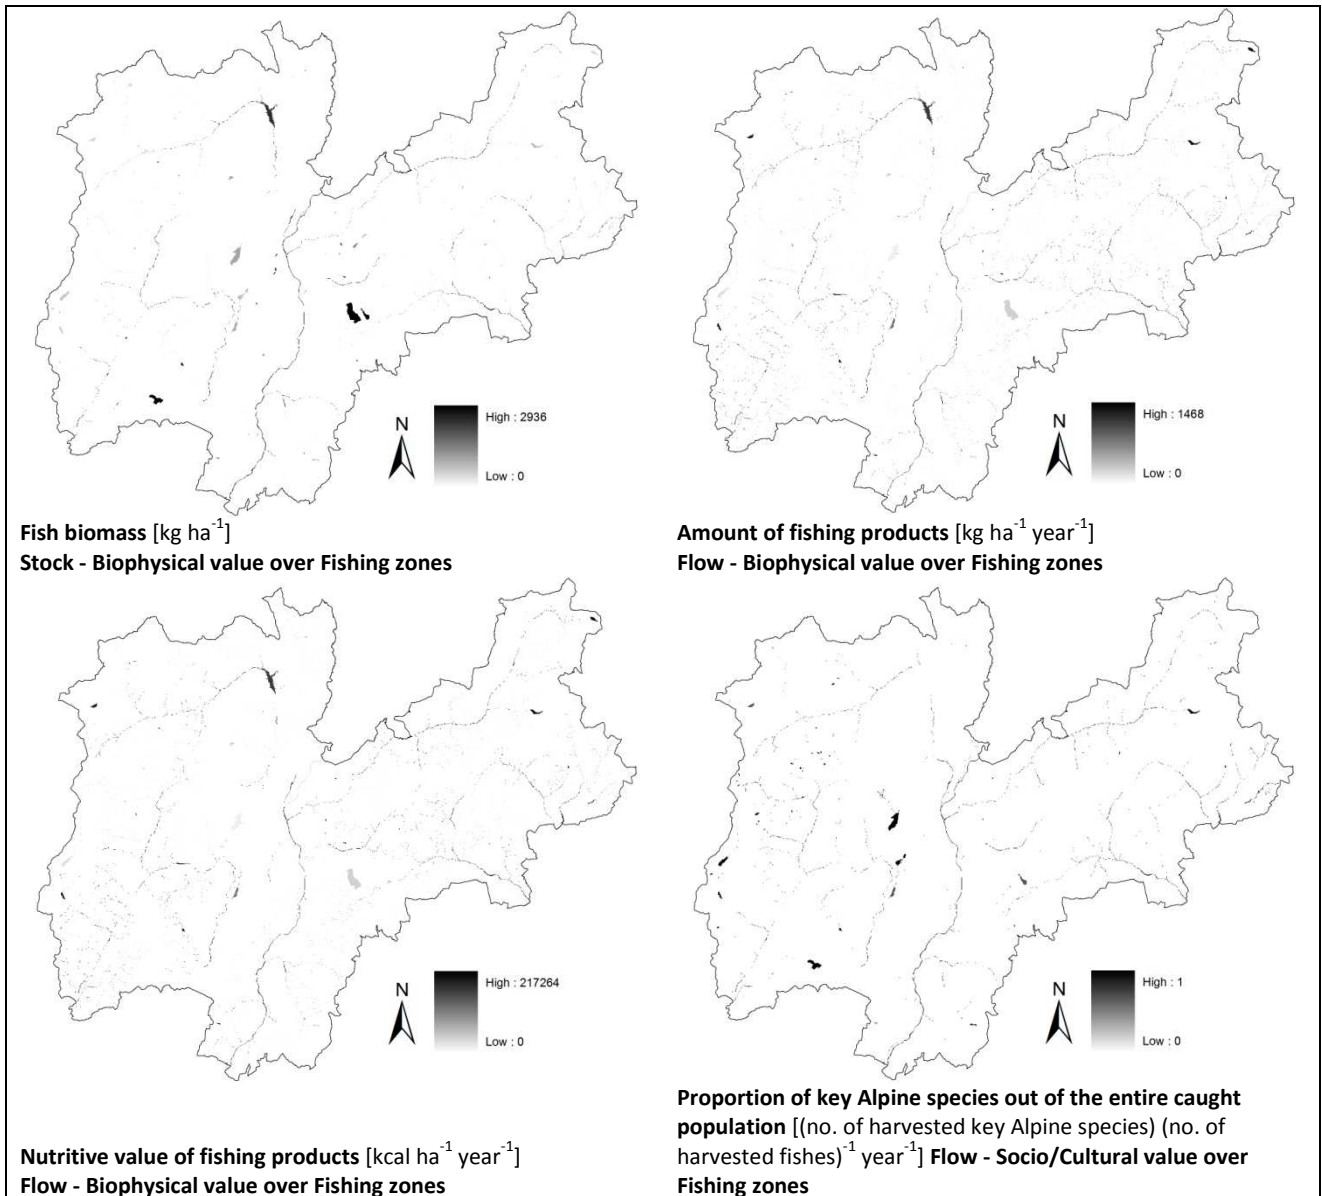 N
High : 2936
Low : 0
Fish biomass [kg ha⁻¹]
Stock - Biophysical value over Fishing zones
N
High : 1468
Low : 0
Amount of fishing products [kg ha⁻¹ year⁻¹]
Flow - Biophysical value over Fishing zones
N
High : 217264
Low : 0
Nutritive value of fishing products [kcal ha⁻¹ year⁻¹]
Flow - Biophysical value over Fishing zones
N
High : 1
Low : 0
Proportion of key Alpine species out of the entire caught
population [(no. of harvested key Alpine species) (no. of
harvested fishes)⁻¹ year⁻¹] Flow - Socio/Cultural value over
Fishing zones